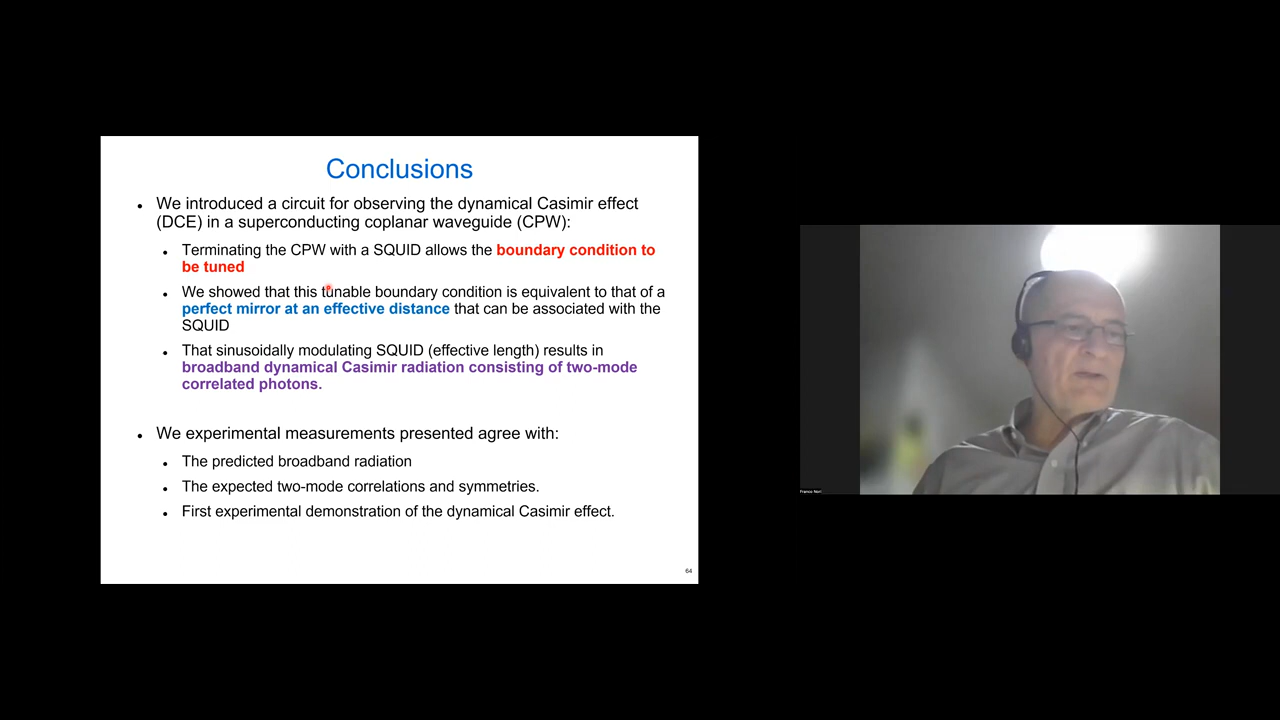 Conclusions
• We introduced a circuit for observing the dynamical Casimir effect
(DCE) in a superconducting coplanar waveguide (CPW):
• Terminating the CPW with a SQUID allows the boundary condition to
be tuned
• We showed that this tunable boundary condition is equivalent to that of a
perfect mirror at an effective distance that can be associated with the
SQUID
• That sinusoidally modulating SQUID (effective length) results in
broadband dynamical Casimir radiation consisting of two-mode
correlated photons.
• We experimental measurements presented agree with:
• The predicted broadband radiation
• The expected two-mode correlations and symmetries.
• First experimental demonstration of the dynamical Casimir effect.
64
Franco Nori